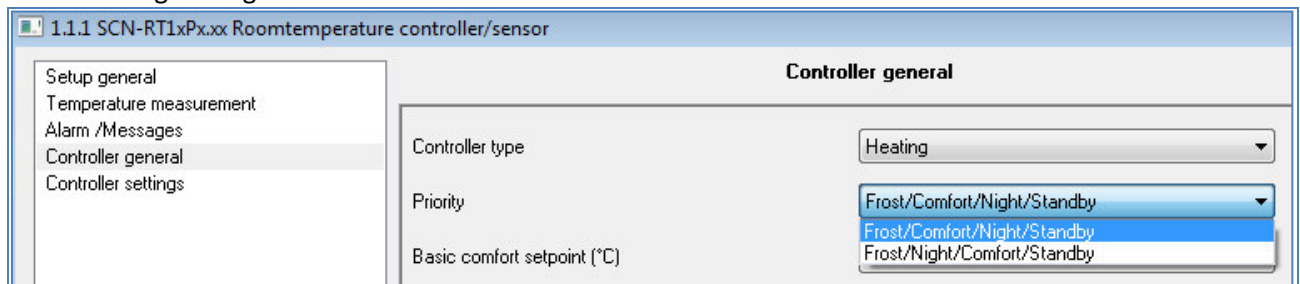 1.1.1 SCN-RT1xPx.xx Roomtemperature controller/sensor
Setup general
Temperature measurement
Alarm /Messages
Controller general
Controller settings
Controller general
Controller type
Heating
Priority
Frost/Comfort/Night/Standby
Frost/Comfort/Night/Standby
Frost/Night/Comfort/Standby
Basic comfort setpoint (°C)